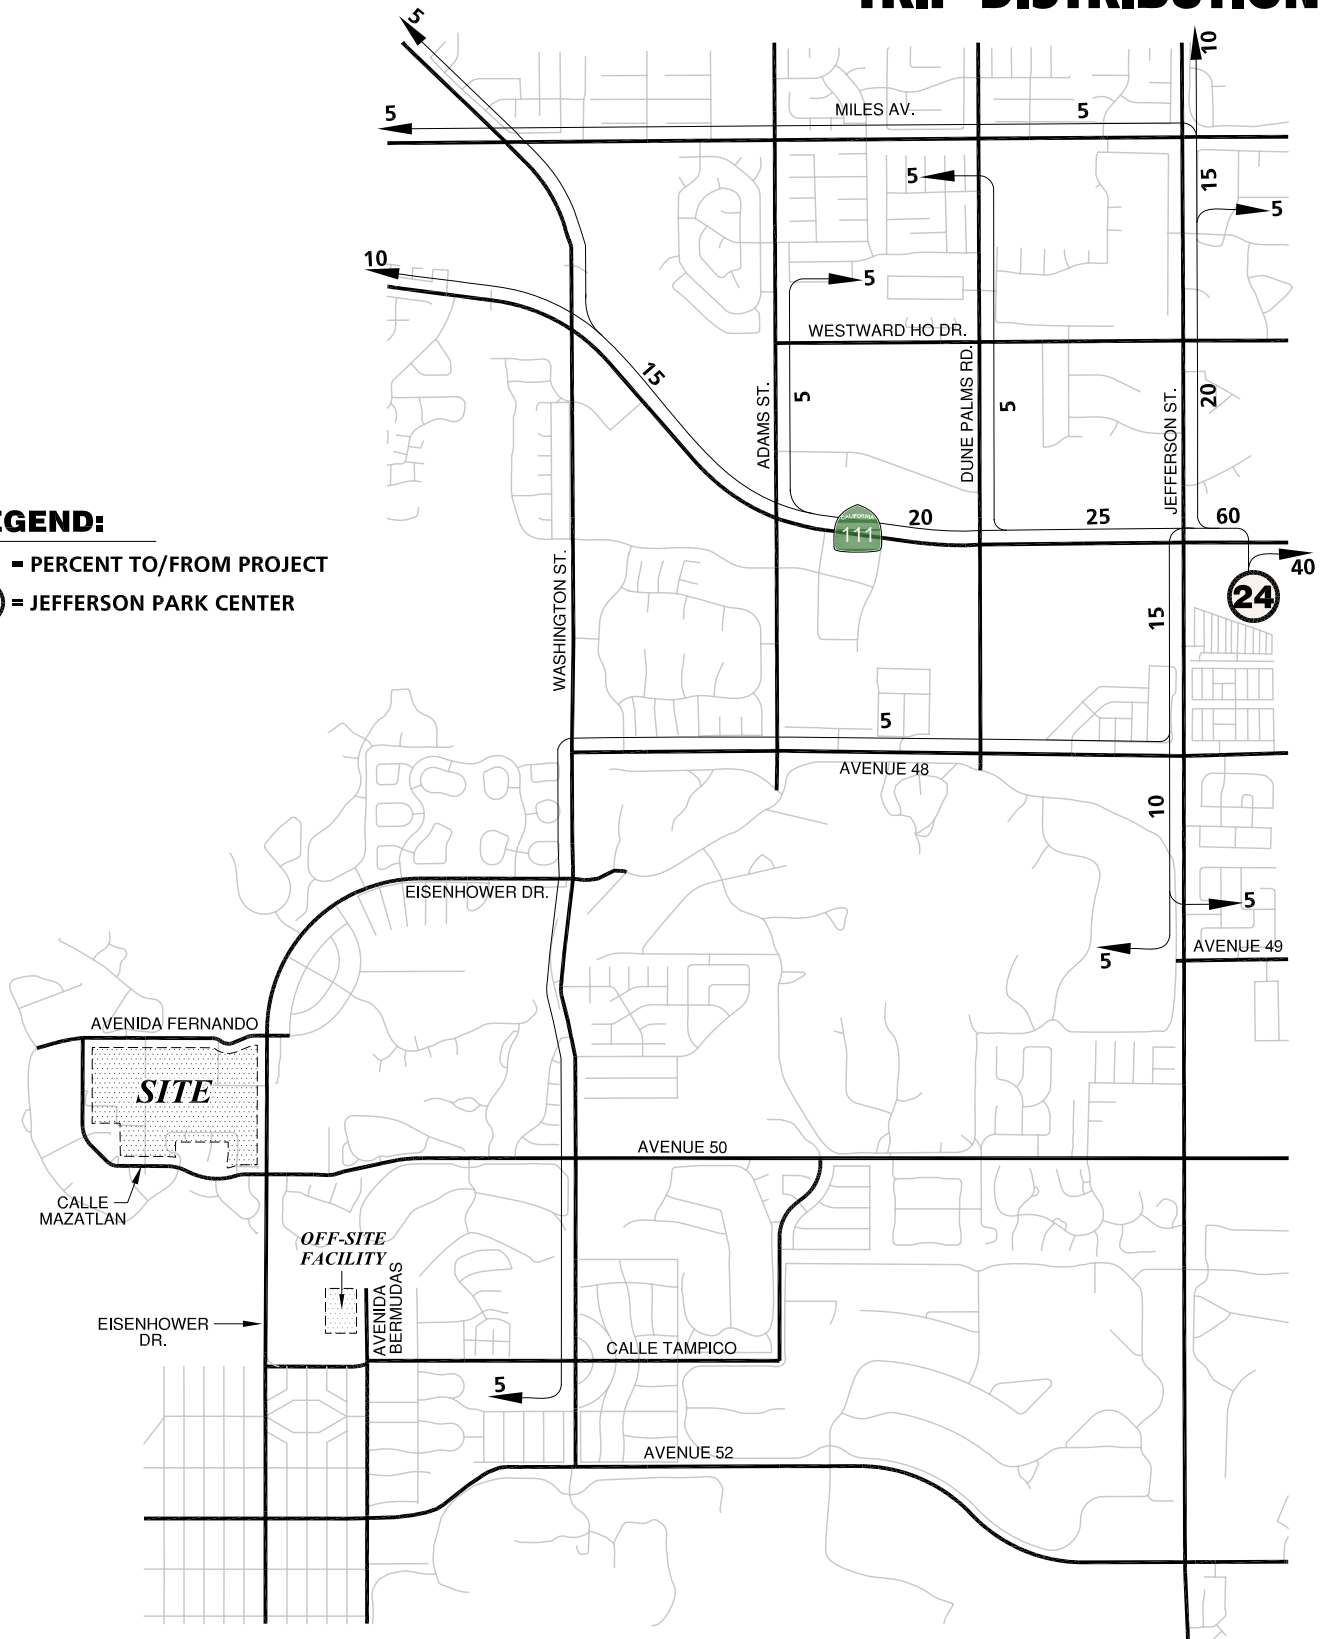 TRIP DISTRIBUTION
5
10
5
MILES AV.
5
15
5
5
10
5
WESTWARD HO DR.
15
ADAMS ST.
5
DUNE PALMS RD.
5
JEFFERSON ST.
20
CALIFORNIA
111
20
25
60
40
24
EGEND:
= PERCENT TO/FROM PROJECT
= JEFFERSON PARK CENTER
WASHINGTON ST.
15
5
AVENUE 48
10
EISENHOWER DR.
5
5
AVENUE 49
AVENIDA FERNANDO
SITE
AVENUE 50
CALLE
MAZATLAN
OFF-SITE
FACILITY
AVENIDA
BERMUDAS
EISENHOWER
DR.
CALLE TAMPICO
5
AVENUE 52